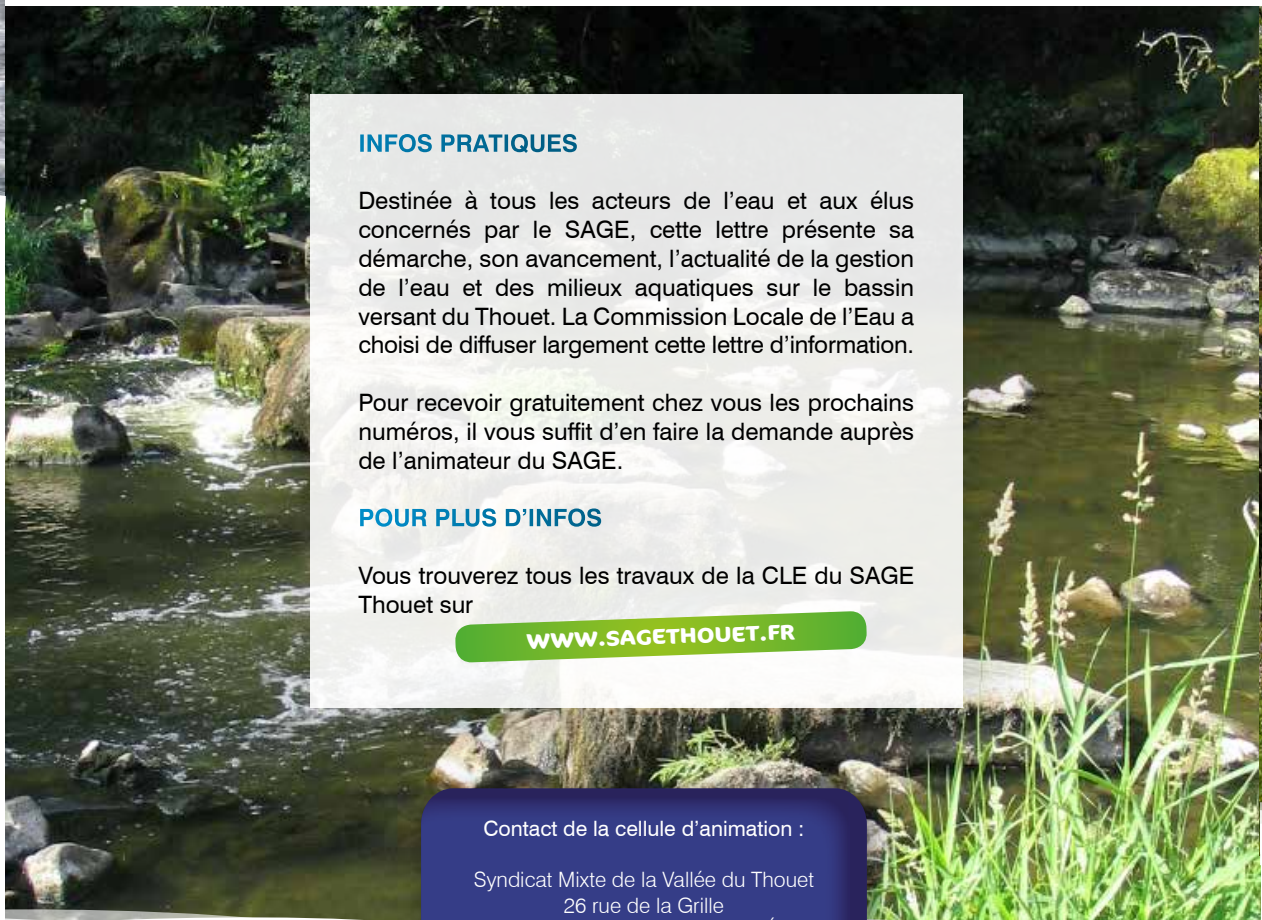 INFOS PRATIQUES
Destinée à tous les acteurs de l’eau et aux élus
concernés par le SAGE, cette lettre présente sa
démarche, son avancement, l’actualité de la gestion
de l’eau et des milieux aquatiques sur le bassin
versant du Thouet. La Commission Locale de l’Eau a
choisi de diffuser largement cette lettre d’information.
Pour recevoir gratuitement chez vous les prochains
numéros, il vous suffit d’en faire la demande auprès
de l’animateur du SAGE.
POUR PLUS D’INFOS
Vous trouverez tous les travaux de la CLE du SAGE
Thouet sur
WWW.SAGETHOUET.FR
Contact de la cellule d’animation :
Syndicat Mixte de la Vallée du Thouet
26 rue de la Grille